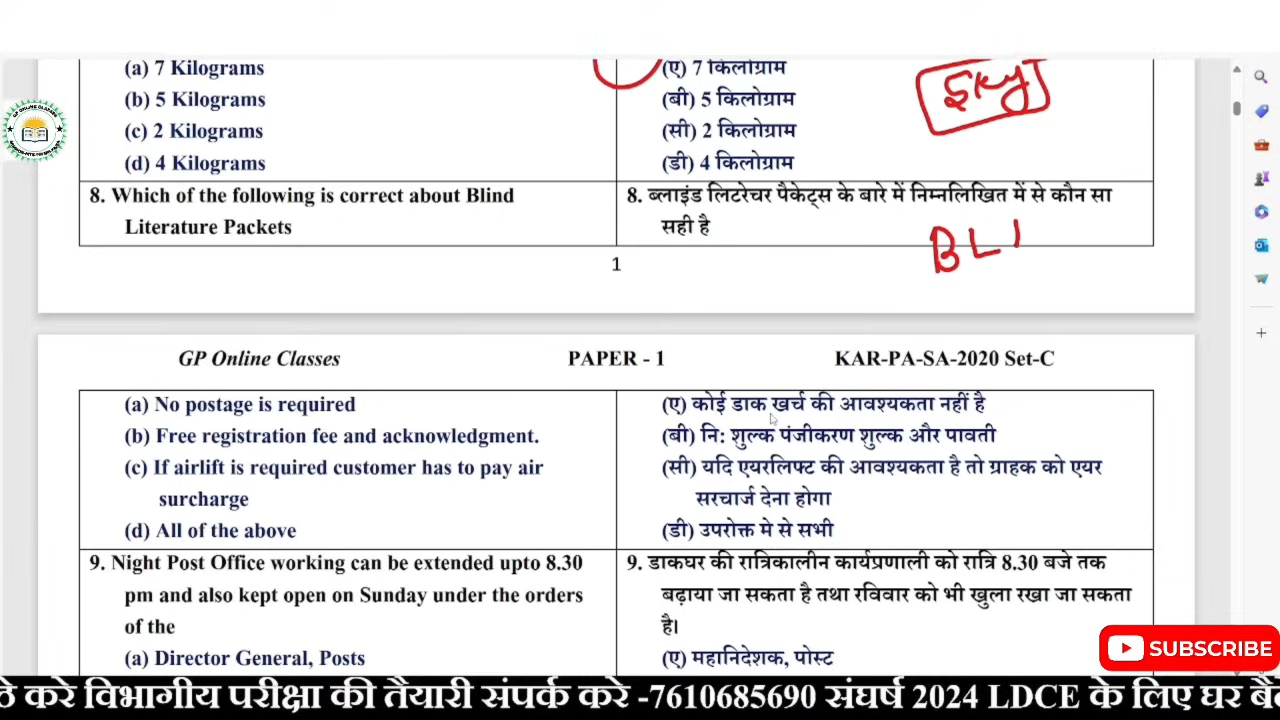 (a) 7 Kilograms
(b) 5 Kilograms
(c) 2 Kilograms
(d) 4 Kilograms
(ए) 7 किलोग्राम
(बी) 5 किलोग्राम
(सी) 2 किलोग्राम
(डी) 4 किलोग्राम
8. Which of the following is correct about Blind
Literature Packets
8. ब्लाइंड लिटरेचर पैकेट्स के बारे में निम्नलिखित में से कौन सा
सही है
BL
1
GP Online Classes
PAPER - 1
KAR-PA-SA-2020 Set-C
(a) No postage is required
(b) Free registration fee and acknowledgment.
(c) If airlift is required customer has to pay air
surcharge
(d) All of the above
(ए) कोई डाक खर्च की आवश्यकता नहीं है
(बी) नि: शुल्क पंजीकरण शुल्क और पावती
(सी) यदि एयरलिफ्ट की आवश्यकता है तो ग्राहक को एयर
सरचार्ज देना होगा
(डी) उपरोक्त मे से सभी
9. Night Post Office working can be extended upto 8.30
pm and also kept open on Sunday under the orders
of the
(a) Director General, Posts
9. डाकघर की रात्रिकालीन कार्यप्रणाली को रात्रि 8.30 बजे तक
बढ़ाया जा सकता है तथा रविवार को भी खुला रखा जा सकता
है।
(ए) महानिदेशक, पोस्ट
SUBSCRIBE
ठे करे विभागीय परीक्षा की तैयारी संपर्क करे -7610685690 संघर्ष 2024 LDCE के लिए घर